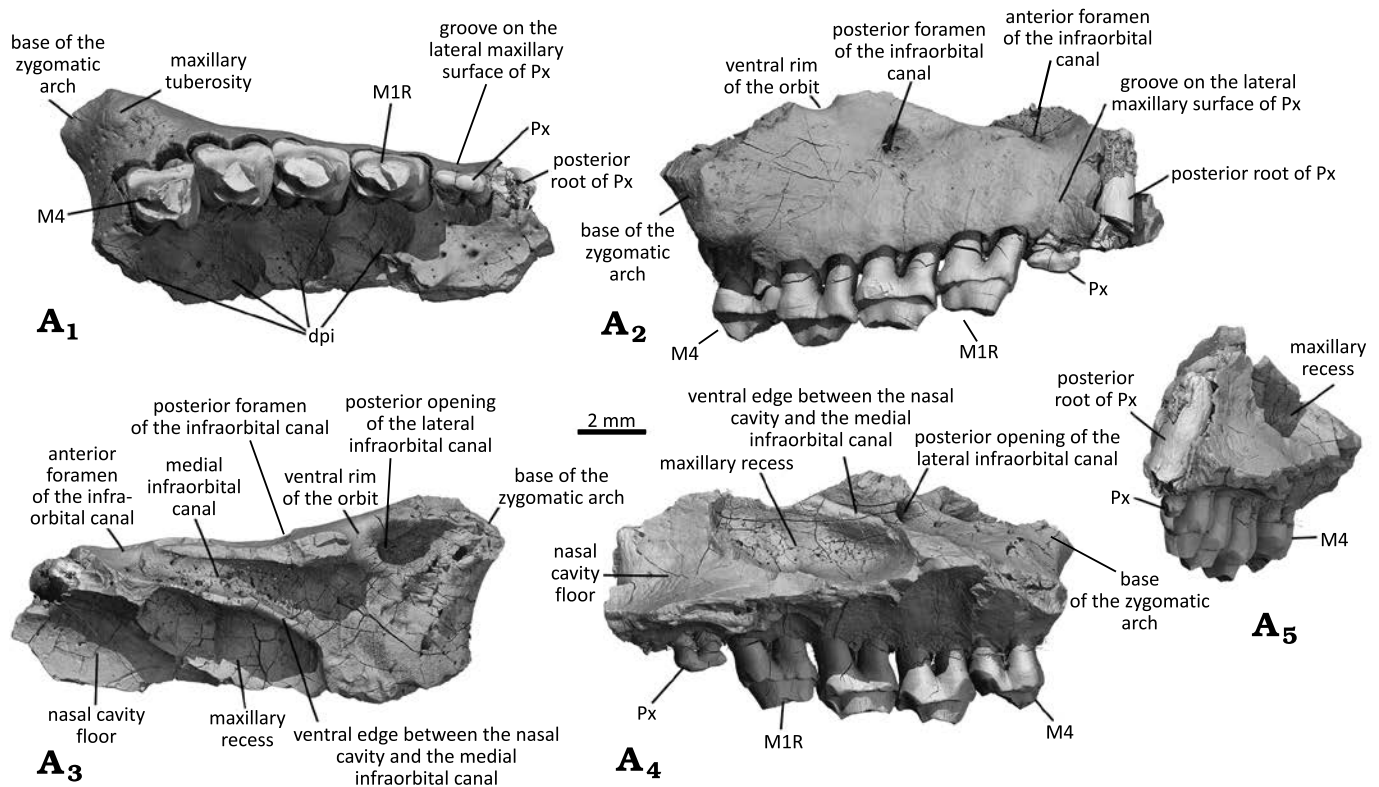 base of the
zygomatic
arch
maxillary
tuberosity
groove on the
lateral maxillary
surface of Px
M1R
Px
posterior
root of Px
M4
dpi
A1
ventral rim
of the orbit
posterior foramen
of the infraorbital
canal
anterior foramen
of the infraorbital
canal
groove on the lateral
maxillary surface of Px
posterior root of Px
base of the
zygomatic
arch
Px
M4
M1R
A2
anterior
foramen
of the infra-
orbital canal
posterior foramen
of the infraorbital canal
medial
infraorbital
canal
ventral rim
of the orbit
posterior opening
of the lateral
infraorbital canal
base of the
zygomatic arch
nasal cavity
floor
maxillary
recess
ventral edge between the nasal
cavity and the medial
infraorbital canal
A3
2 mm
ventral edge between the nasal
cavity and the medial
infraorbital canal
maxillary recess
posterior opening of the
lateral infraorbital canal
nasal
cavity
floor
base
of the zygomatic
arch
Px
M1R
M4
A4
maxillary
recess
posterior
root of Px
Px
M4
A5